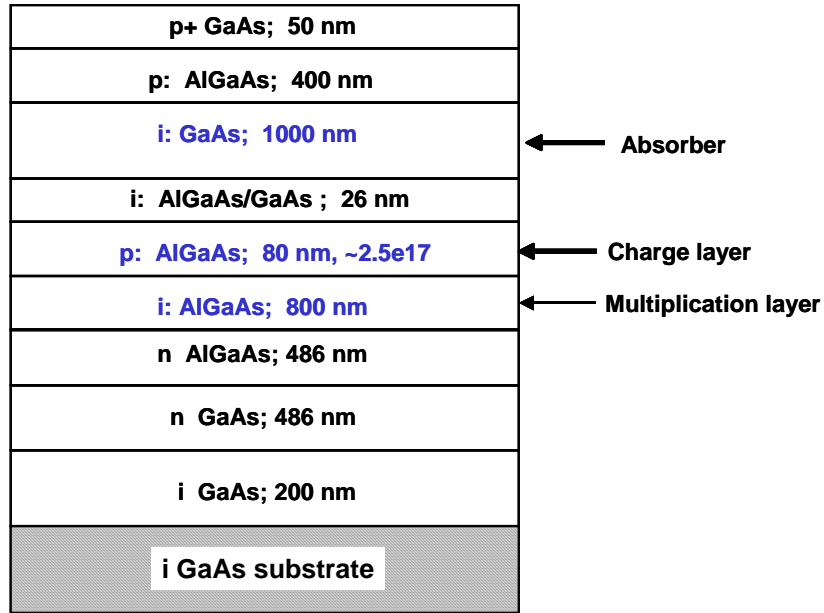 p+ GaAs; 50 nm
p: AlGaAs; 400 nm
i: GaAs; 1000 nm
Absorber
i: AlGaAs/GaAs ; 26 nm
p: AlGaAs; 80 nm, ~2.5e17
Charge layer
i: AlGaAs; 800 nm
Multiplication layer
n AlGaAs; 486 nm
n GaAs; 486 nm
i GaAs; 200 nm
i GaAs substrate